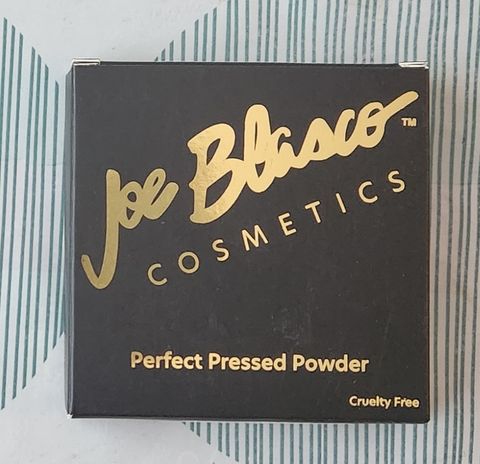 Joe Blasco™
COSMETICS
Perfect Pressed Powder
Cruelty Free